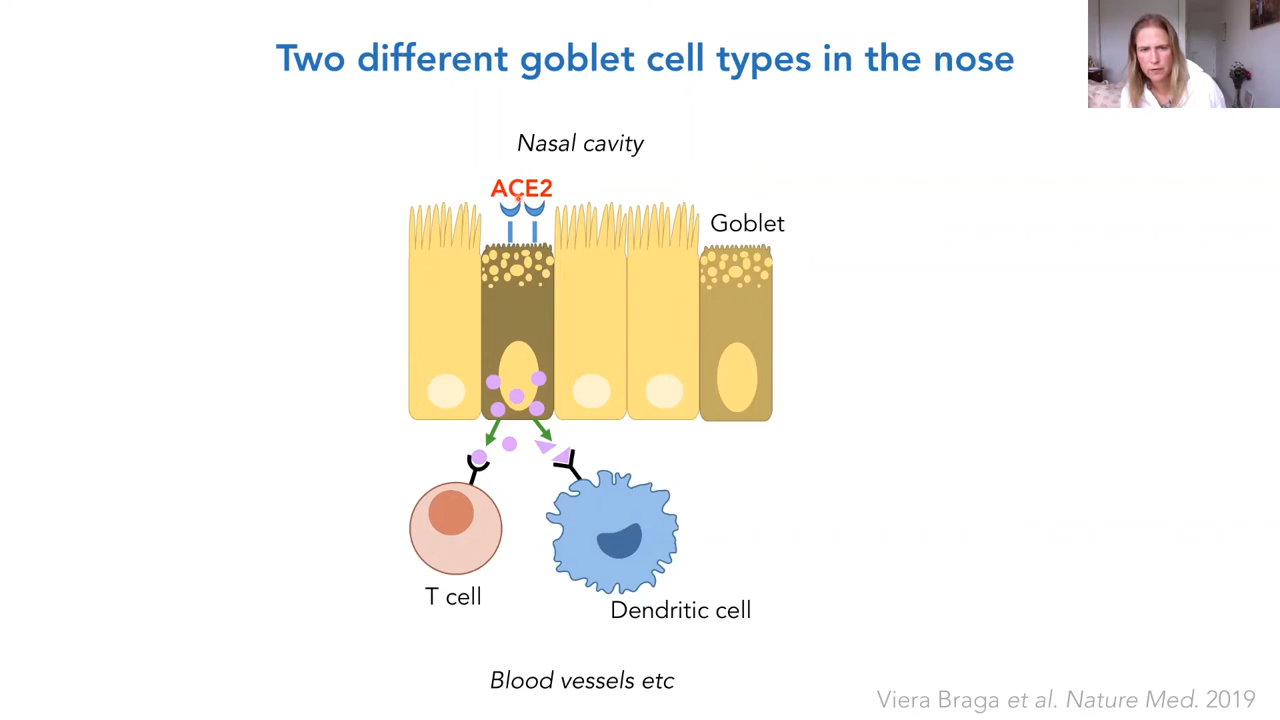 Two different goblet cell types in the nose
Nasal cavity
ACE2
Goblet
T cell
Dendritic cell
Blood vessels etc
Viera Braga et al. Nature Med. 2019